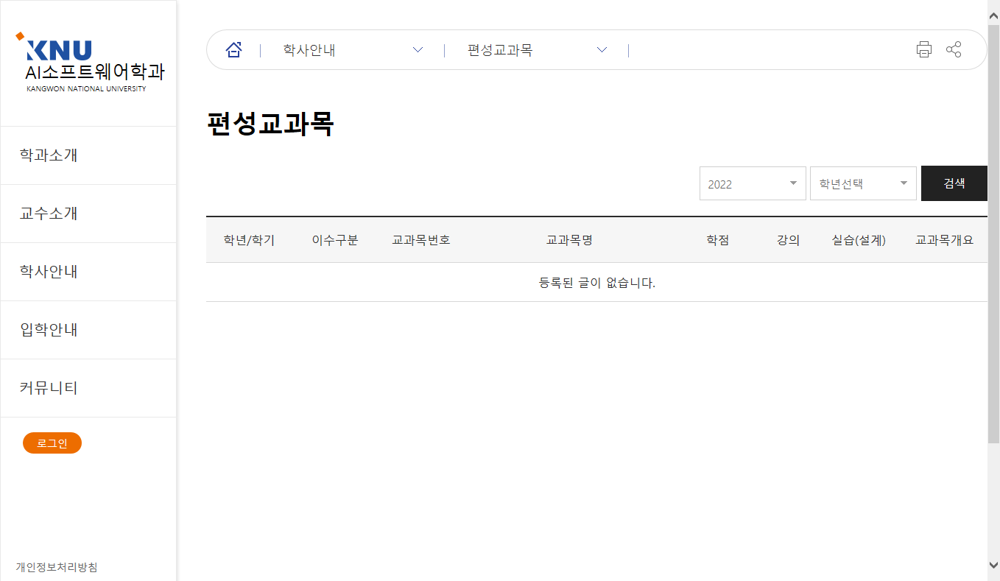 KNU
AI소프트웨어학과
KANGWON NATIONAL UNIVERSITY
학과소개
교수소개
학사안내
입학안내
커뮤니티
로그인
개인정보처리방침
학사안내 편성교과목
편성교과목
2022 학년선택 검색
학년/학기 이수구분 교과목번호 교과목명 학점 강의 실습(설계) 교과목개요
등록된 글이 없습니다.